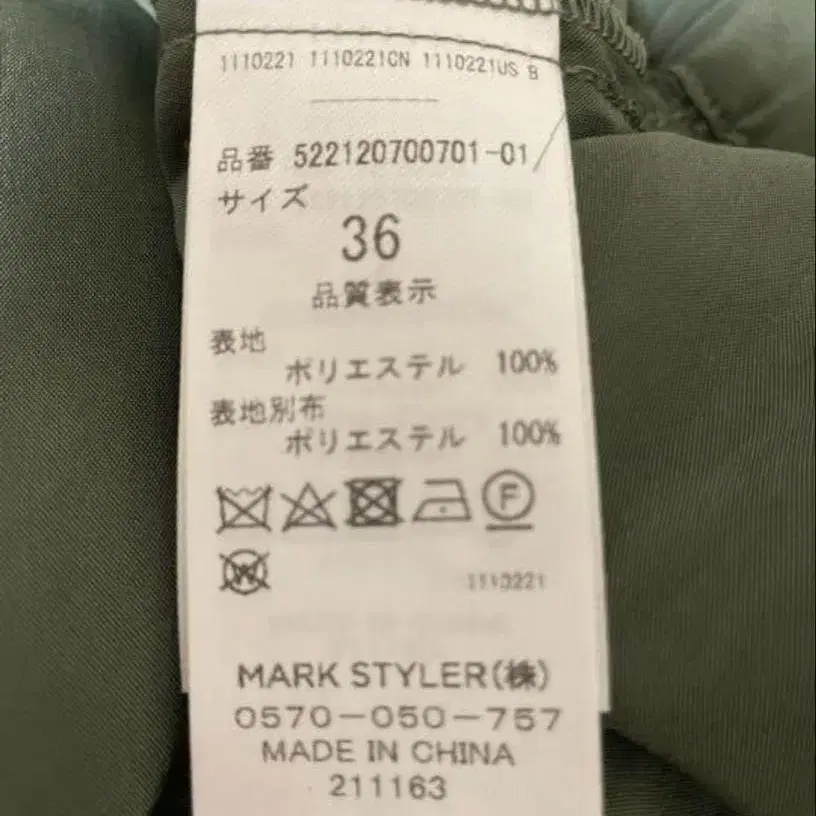 1110221 1110221CN 1110221US B
品番 522120700701-01/
サイズ
36
品質表示
表地
ポリエステル 100%
表地別布
ポリエステル 100%
F
W
1110221
MARK STYLER(株)
0570-050-757
MADE IN CHINA
211163